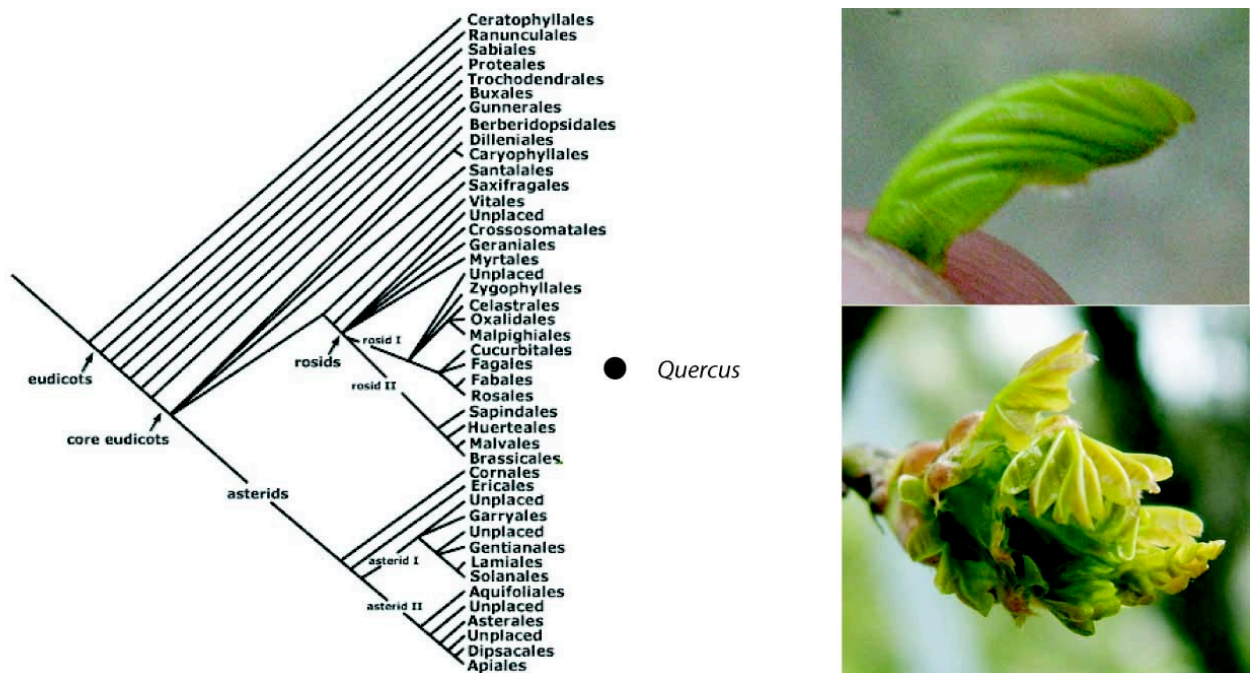 Ceratophyllales
Ranunculales
Sabiales
Proteales
Trochodendrales
Buxales
Gunnerales
Berberidopsidales
Dilleniales
Caryophyllales
Santalales
Saxifragales
Vitales
Unplaced
Crossosomatales
Geraniales
Myrtales
Unplaced
Zygophyllales
Celastrales
Oxalidales
Malpighiales
Cucurbitales
Fagales
Fabales
Rosales
Sapindales
Huerteales
Malvales
Brassicales
Cornales
Ericales
Unplaced
Garryales
Unplaced
Gentianales
Lamiales
Solanales
Aquifoliales
Unplaced
Asterales
Unplaced
Dipsacales
Apiales
eudicots
core eudicots
rosids
rosid I
rosid II
asterids
asterid I
asterid II
Quercus